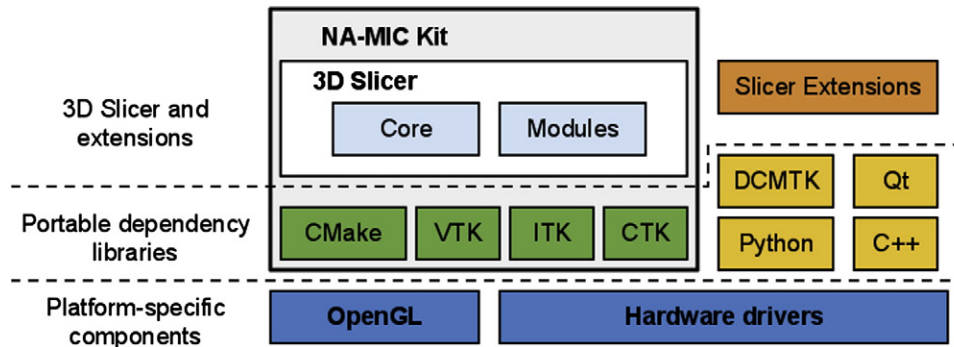 NA-MIC Kit
3D Slicer
Core
Modules
Slicer Extensions
3D Slicer and
extensions
DCMTK
Qt
Portable dependency
libraries
CMake
VTK
ITK
CTK
Python
C++
Platform-specific
components
OpenGL
Hardware drivers